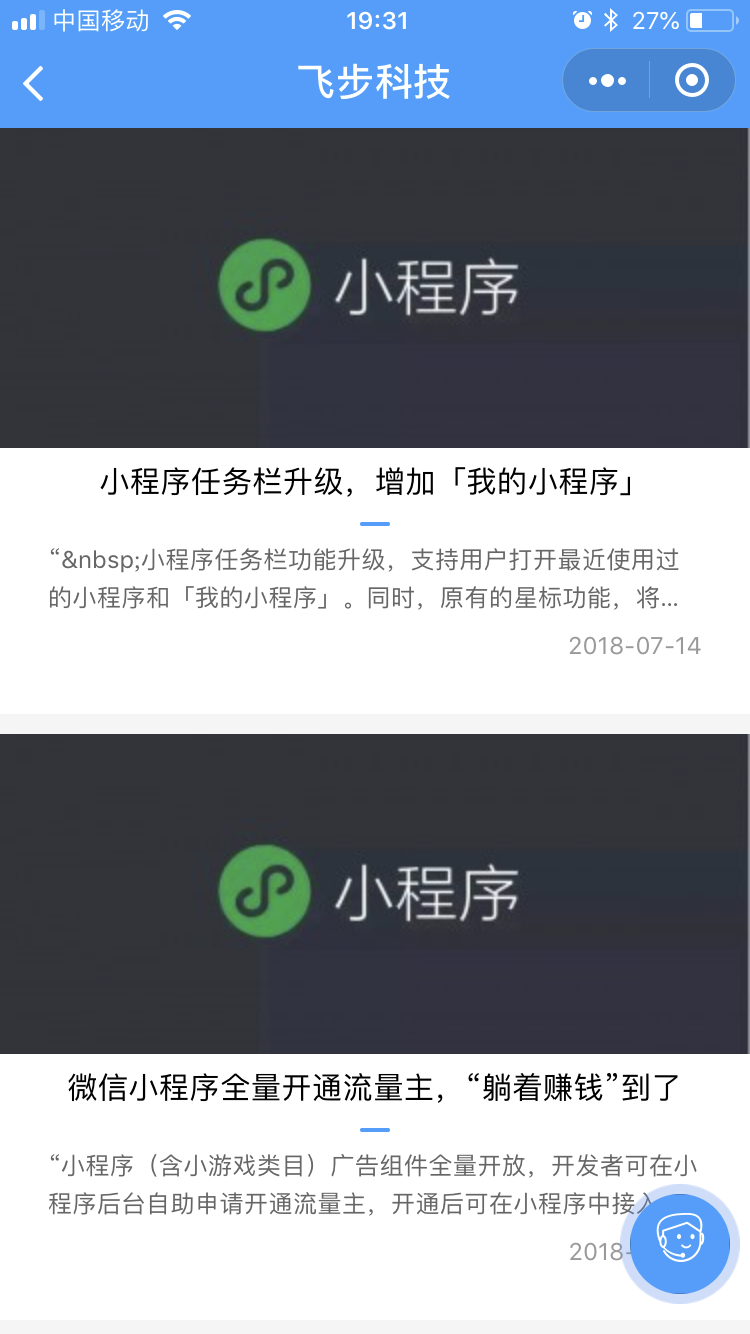 中国移动 19:31 27%
飞步科技
小程序
小程序任务栏升级，增加「我的小程序」
“&nbsp;小程序任务栏功能升级，支持用户打开最近使用过
的小程序和「我的小程序」。同时，原有的星标功能，将...
2018-07-14
小程序
微信小程序全量开通流量主，“躺着赚钱”到了
“小程序（含小游戏类目）广告组件全量开放，开发者可在小
程序后台自助申请开通流量主，开通后可在小程序中接入
2018-